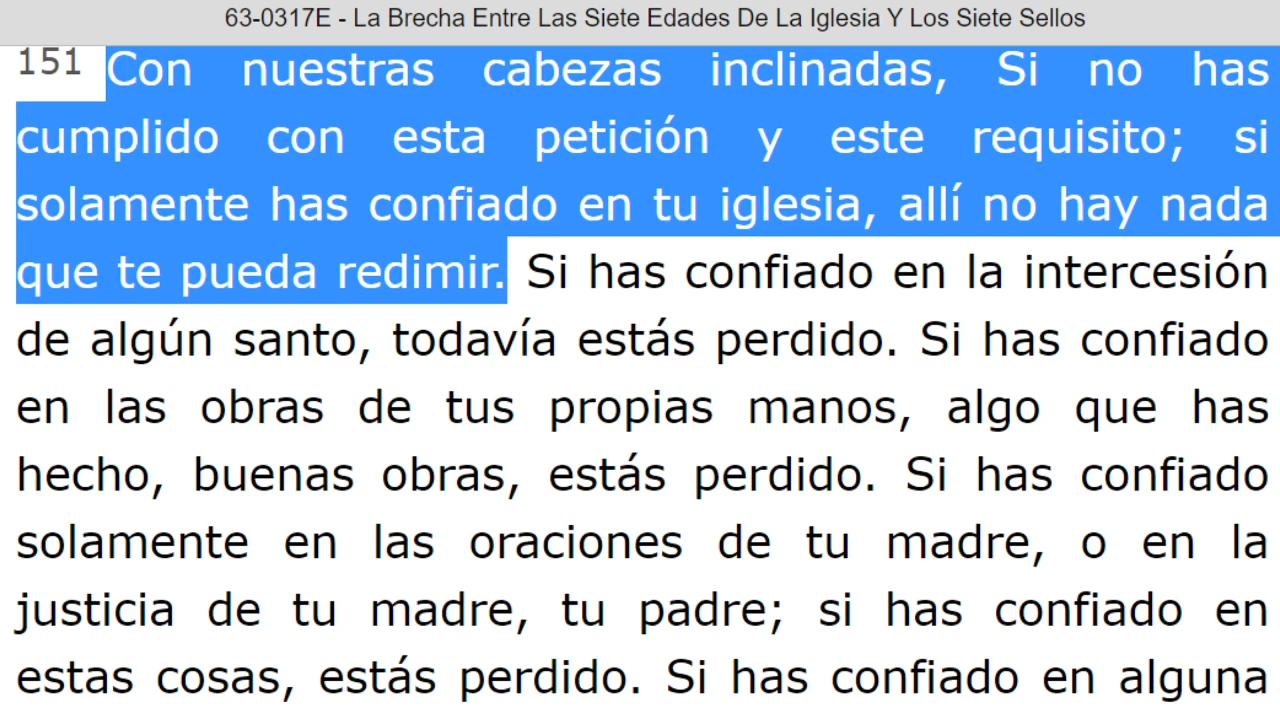 63-0317E - La Brecha Entre Las Siete Edades De La Iglesia Y Los Siete Sellos
151 Con nuestras cabezas inclinadas, Si no has
cumplido con esta petición y este requisito; si
solamente has confiado en tu iglesia, allí no hay nada
que te pueda redimir. Si has confiado en la intercesión
de algún santo, todavía estás perdido. Si has confiado
en las obras de tus propias manos, algo que has
hecho, buenas obras, estás perdido. Si has confiado
solamente en las oraciones de tu madre, o en la
justicia de tu madre, tu padre; si has confiado en
estas cosas, estás perdido. Si has confiado en alguna